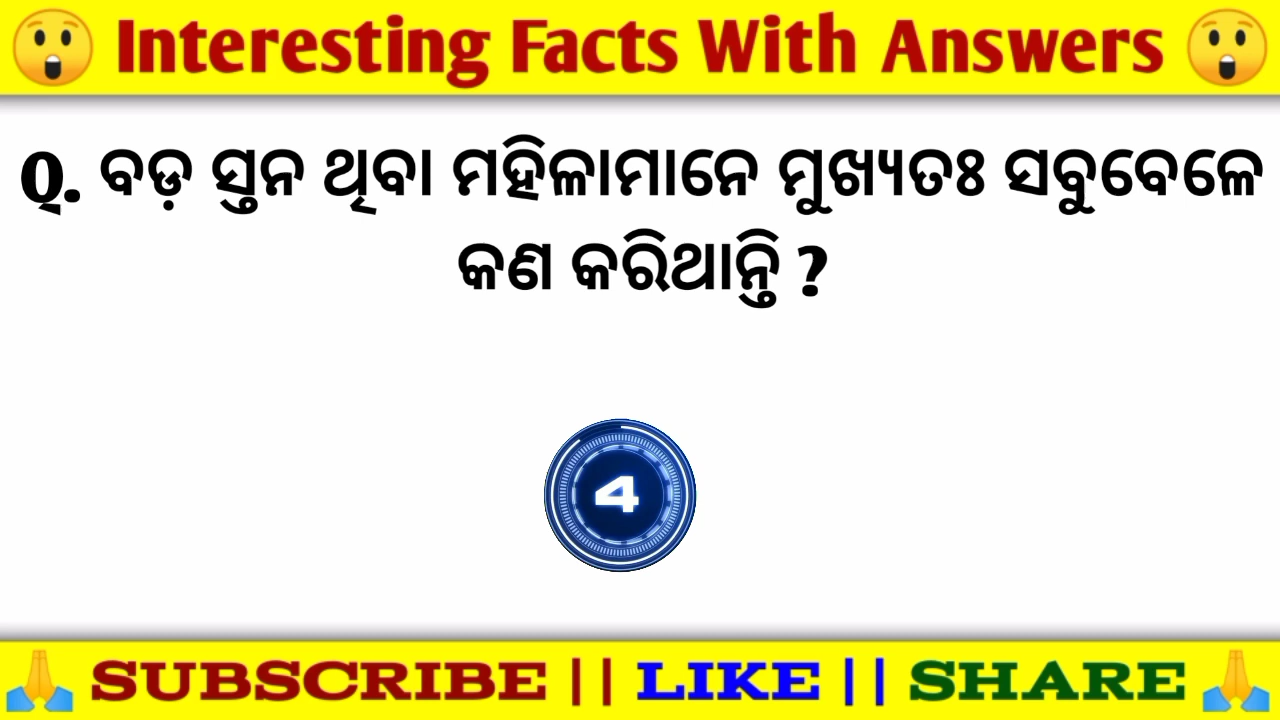 Interesting Facts With Answers
Q. ବଡ଼ ସ୍ତନ ଥିବା ମହିଳାମାନେ ମୁଖ୍ୟତଃ ସବୁବେଳେ
କଣ କରିଥାନ୍ତି ?
4
SUBSCRIBE || LIKE || SHARE